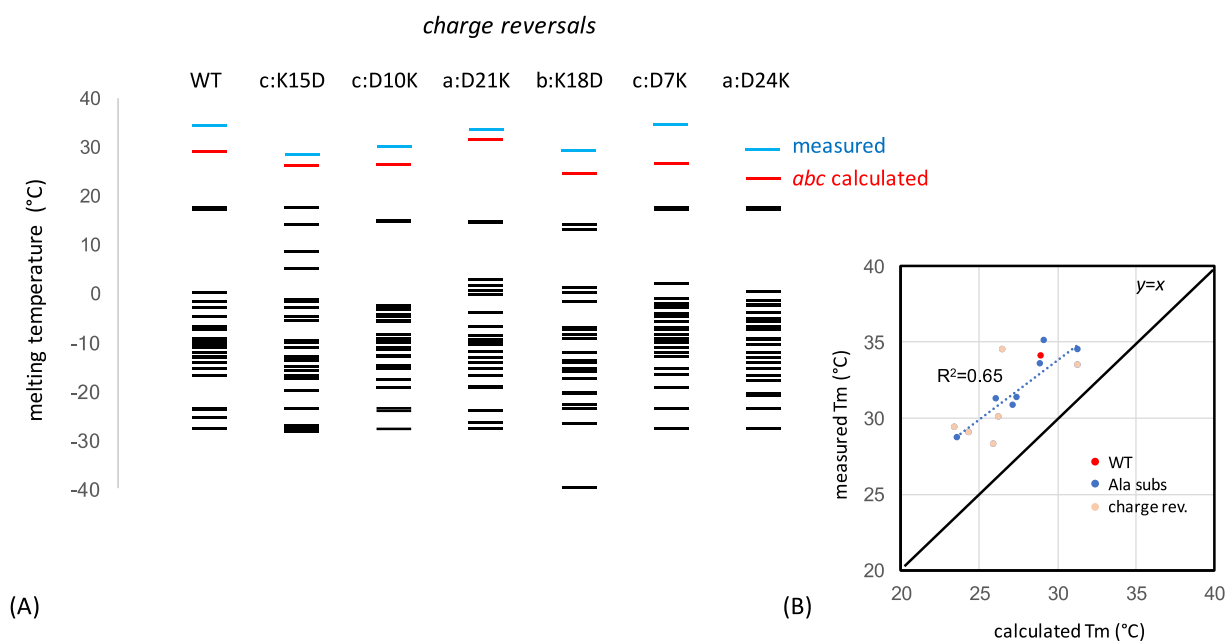 charge reversals
WT c:K15D c:D10K a:D21K b:K18D c:D7K a:D24K
40
30
20
10
0
-10
-20
-30
-40
melting temperature (°C)
measured
abc calculated
(A)
40
35
30
25
20
measured Tm (°C)
y=x
R²=0.65
WT
Ala subs
charge rev.
20 25 30 35 40
calculated Tm (°C)
(B)